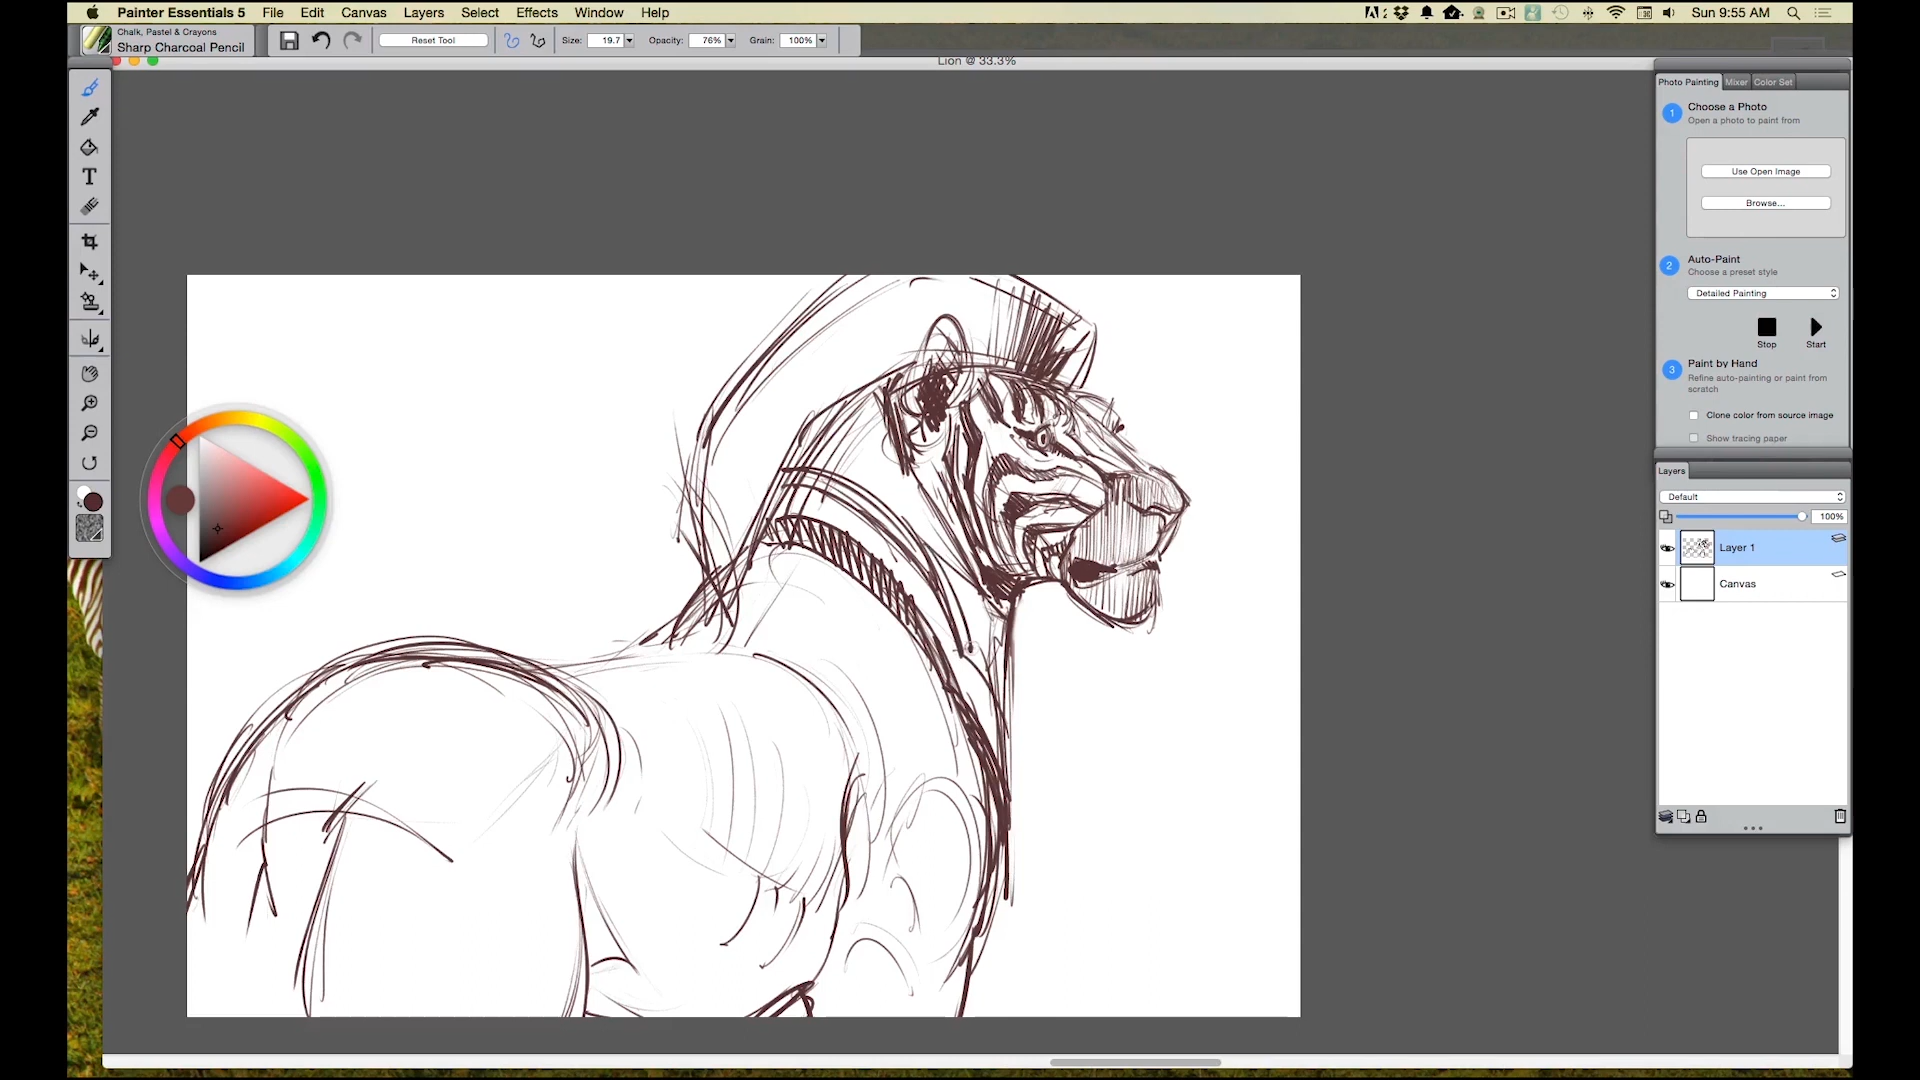 Painter Essentials 5 File Edit Canvas Layers Select Effects Window Help Sun 9:55 AM
Chalk, Pastel & Crayons
Sharp Charcoal Pencil
Reset Tool Size: 19.7 Opacity: 76% Grain: 100%
Lion @ 33.3%
Photo Painting Mixer Color Set
1 Choose a Photo
Open a photo to paint from
Use Open Image
Browse...
2 Auto-Paint
Choose a preset style
Detailed Painting
Stop Start
3 Paint by Hand
Refine auto-painting or paint from
scratch
Clone color from source image
Show tracing paper
Layers
Default
100%
Layer 1
Canvas
T